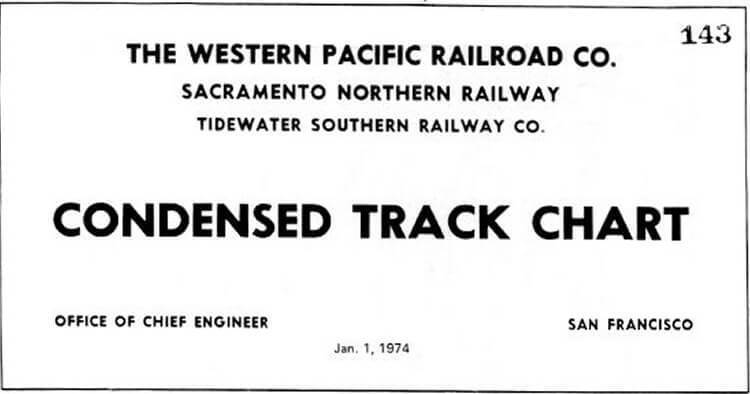 143
THE WESTERN PACIFIC RAILROAD CO.
SACRAMENTO NORTHERN RAILWAY
TIDEWATER SOUTHERN RAILWAY CO.
CONDENSED TRACK CHART
OFFICE OF CHIEF ENGINEER
SAN FRANCISCO
Jan. 1, 1974